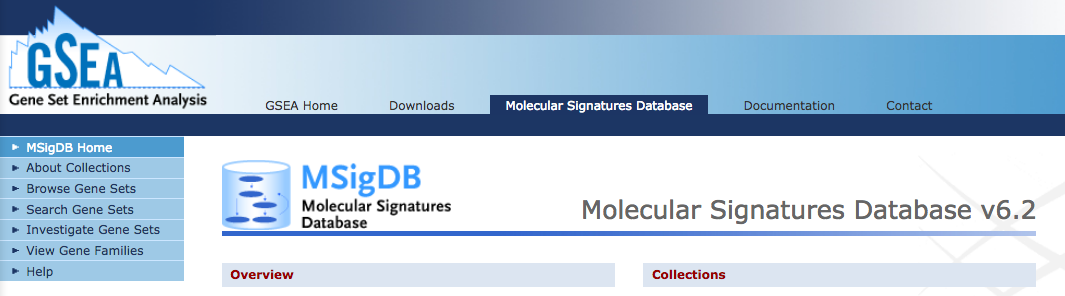 GSEA
Gene Set Enrichment Analysis
GSEA Home Downloads Molecular Signatures Database Documentation Contact
MSigDB Home
About Collections
Browse Gene Sets
Search Gene Sets
Investigate Gene Sets
View Gene Families
Help
MSigDB
Molecular Signatures
Database
Molecular Signatures Database v6.2
Overview
Collections